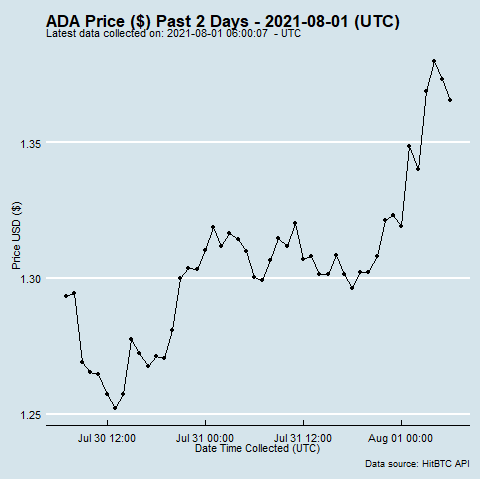 ADA Price ($) Past 2 Days - 2021-08-01 (UTC)
Latest data collected on: 2021-08-01 06:00:07  - UTC
1.35
1.30
1.25
Price USD ($)
Jul 30 12:00 Jul 31 00:00 Jul 31 12:00 Aug 01 00:00
Date Time Collected (UTC)
Data source: HitBTC API